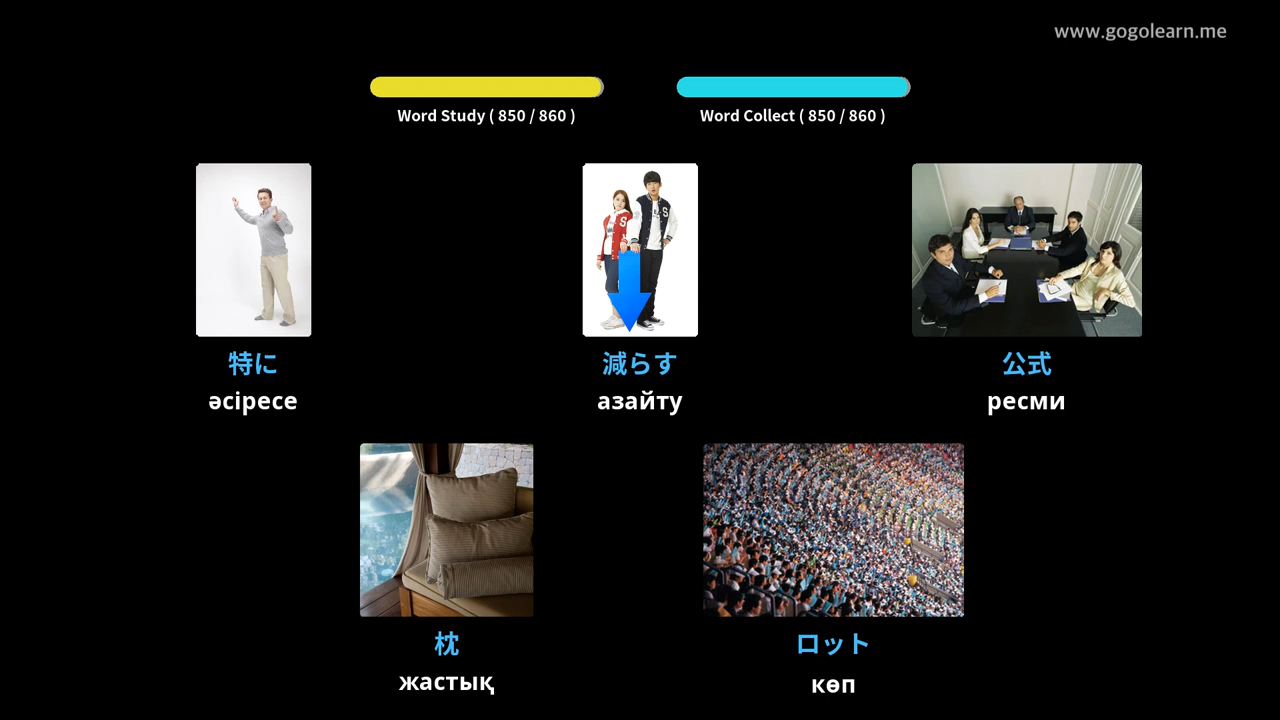 www.gogolearn.me
Word Study ( 850 / 860 )
Word Collect ( 850 / 860 )
特に
әсіресе
減らす
азайту
公式
ресми
枕
жастық
ロット
көп